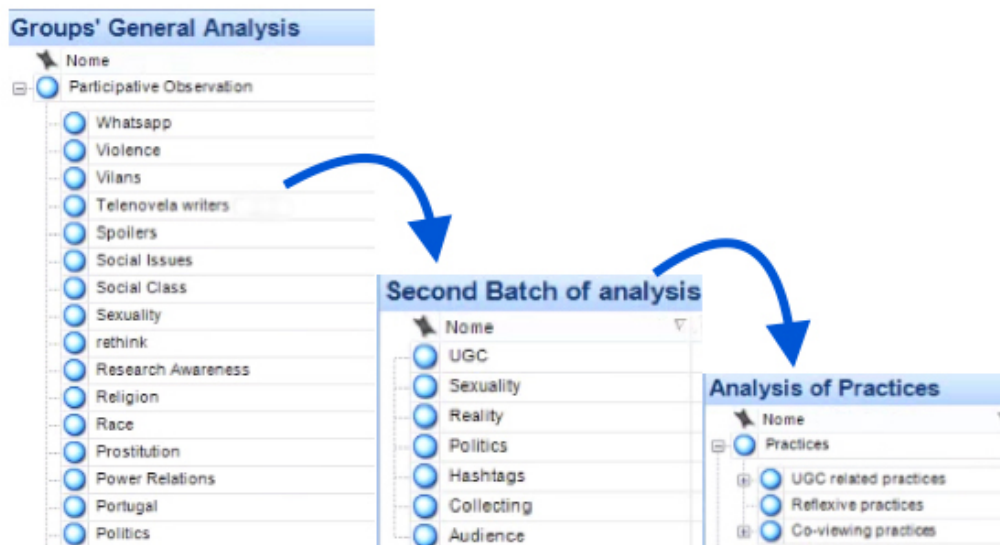 Groups' General Analysis
Nome
Participative Observation
Whatsapp
Violence
Vilans
Telenovela writers
Spoilers
Social Issues
Social Class
Sexuality
rethink
Research Awareness
Religion
Race
Prostitution
Power Relations
Portugal
Politics
Second Batch of analysis
Nome
UGC
Sexuality
Reality
Politics
Hashtags
Collecting
Audience
Analysis of Practices
Nome
Practices
UGC related practices
Reflexive practices
Co-viewing practices